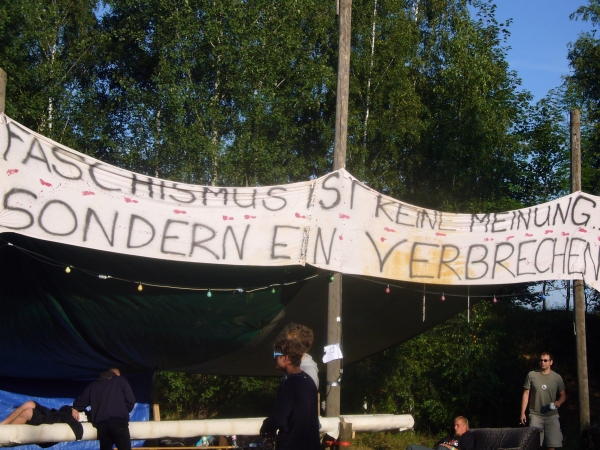 FASCHISMUS IST KEINE MEINUNG.
SONDERN EIN VERBRECHEN